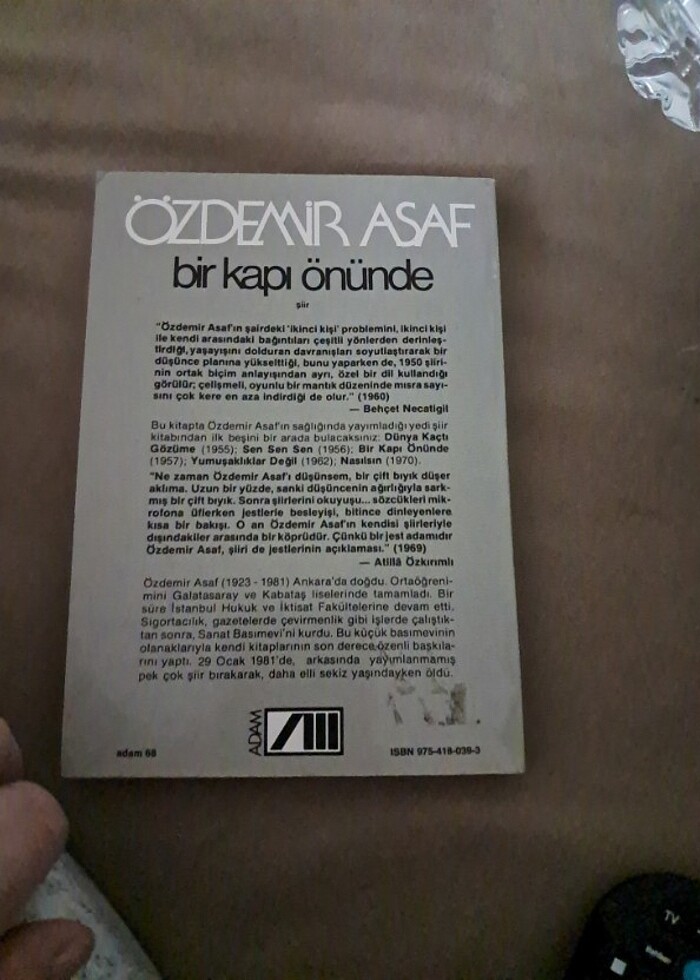 ÖZDEMİR ASAF
bir kapı önünde
şiir
"Özdemir Asaf'ın şairdeki 'ikinci kişi' problemini, ikinci kişi
ile kendi arasındaki bağıntıları çeşitli yönlerden derinleş-
tirdiği, yaşayışını dolduran davranışları soyutlaştırarak bir
düşünce planına yükselttiği, bunu yaparken de, 1950 şiiri-
nin ortak biçim anlayışından ayrı, özel bir dil kullandığı
görülür; çelişmeli, oyunlu bir mantık düzeninde mısra sayı-
sını çok kere en aza indirdiği de olur." (1960)
— Behçet Necatigil
Bu kitapta Özdemir Asaf'ın sağlığında yayımladığı yedi şiir
kitabından ilk beşini bir arada bulacaksınız: Dünya Kaçtı
Gözüme (1955); Sen Sen Sen (1956); Bir Kapı Önünde
(1957); Yumuşaklıklar Değil (1962); Nasılsın (1970).
"Ne zaman Özdemir Asaf'ı düşünsem, bir çift bıyık düşer
aklıma. Uzun bir yüzde, sanki düşüncenin ağırlığıyla sark-
mış bir çift bıyık. Sonra şiirlerini okuyuşu... sözcükleri mik-
rofona üflerken jestlerle besleyişi, bitince dinleyenlere
kısa bir bakışı. O an Özdemir Asaf'ın kendisi şiirleriyle
dışındakiler arasında bir köprüdür. Çünkü bir jest adamıdır
Özdemir Asaf, şiiri de jestlerinin açıklaması." (1969)
— Atillâ Özkırımlı
Özdemir Asaf (1923 - 1981) Ankara'da doğdu. Ortaöğreni-
mini Galatasaray ve Kabataş liselerinde tamamladı. Bir
süre İstanbul Hukuk ve İktisat Fakültelerine devam etti.
Sigortacılık, gazetelerde çevirmenlik gibi işlerde çalıştık-
tan sonra, Sanat Basımevi'ni kurdu. Bu küçük basımevinin
olanaklarıyla kendi kitaplarının son derece özenli baskıla-
rını yaptı. 29 Ocak 1981'de, arkasında yayımlanmamış
pek çok şiir bırakarak, daha elli sekiz yaşındayken öldü.
adam 68
ADAM
ISBN 975-418-039-3
TV